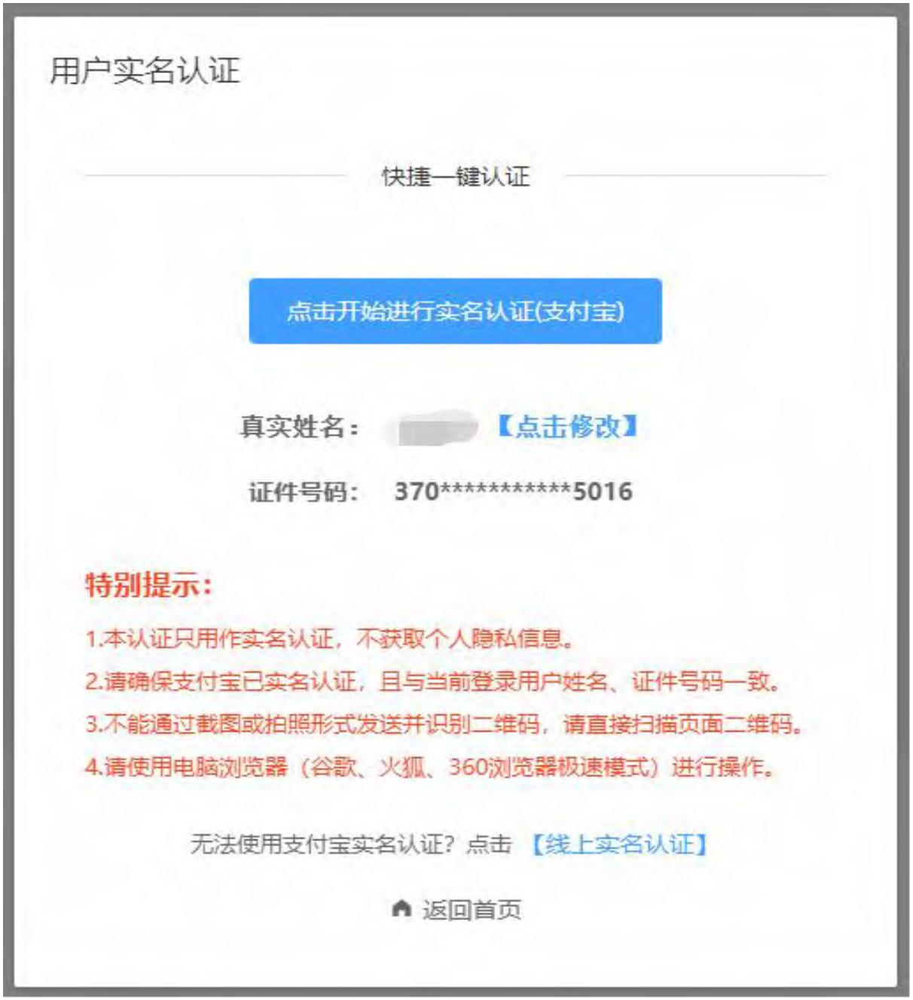 用户实名认证
快捷一键认证
点击开始进行实名认证(支付宝)
真实姓名： 【点击修改】
证件号码： 370***********5016
特别提示：
1.本认证只用作实名认证，不获取个人隐私信息。
2.请确保支付宝已实名认证，且与当前登录用户姓名、证件号码一致。
3.不能通过截图或拍照形式发送并识别二维码，请直接扫描页面二维码。
4.请使用电脑浏览器（谷歌、火狐、360浏览器极速模式）进行操作。
无法使用支付宝实名认证？点击 【线上实名认证】
返回首页